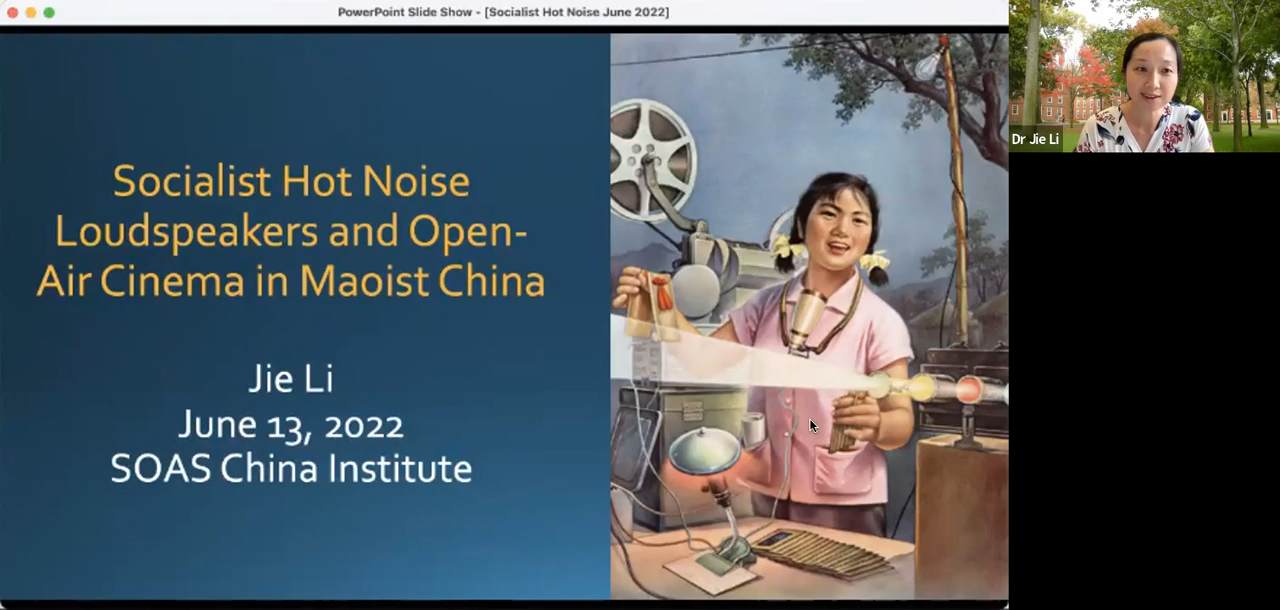 PowerPoint Slide Show - [Socialist Hot Noise June 2022]
Socialist Hot Noise
Loudspeakers and Open-
Air Cinema in Maoist China
Jie Li
June 13, 2022
SOAS China Institute
Dr Jie Li